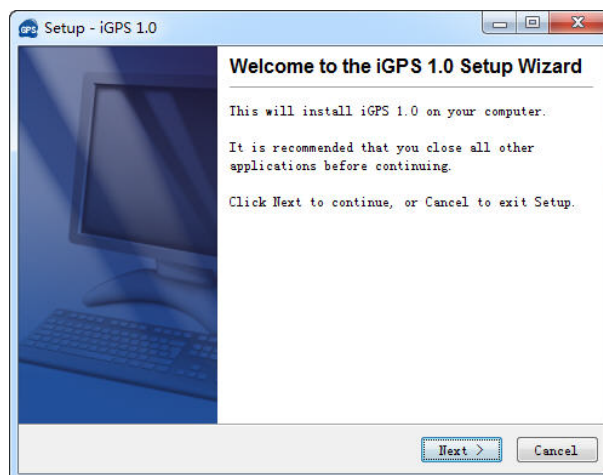 GPS
Setup - iGPS 1.0
Welcome to the iGPS 1.0 Setup Wizard
This will install iGPS 1.0 on your computer.
It is recommended that you close all other
applications before continuing.
Click Next to continue, or Cancel to exit Setup.
Next >
Cancel